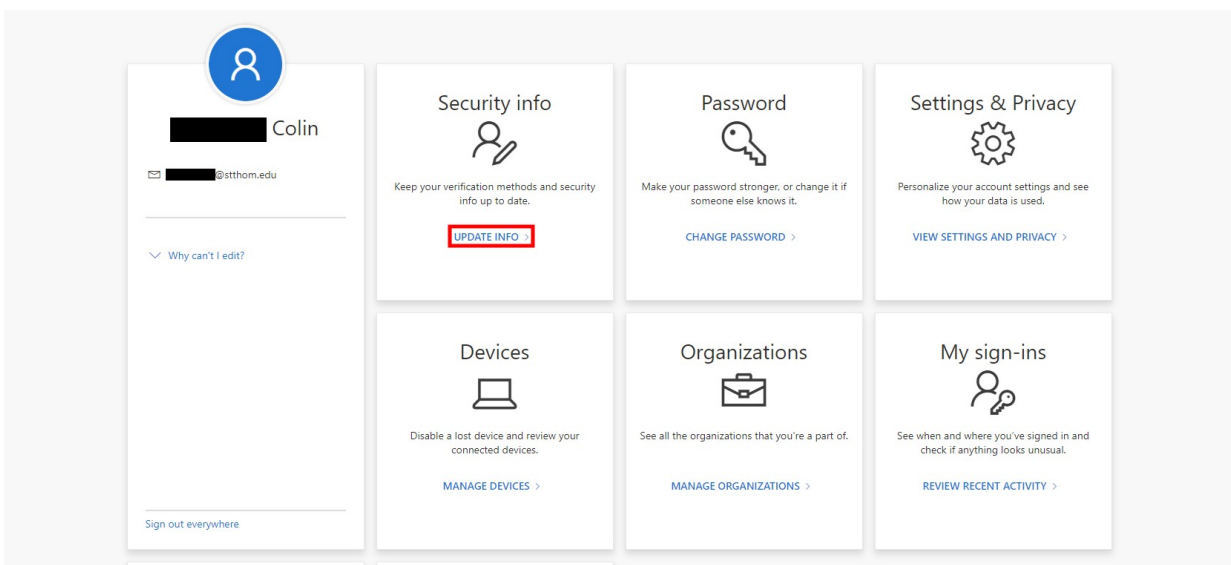 Colin
@stthom.edu
Why can't I edit?
Sign out everywhere
Security info
Keep your verification methods and security
info up to date.
UPDATE INFO >
Password
Make your password stronger, or change it if
someone else knows it.
CHANGE PASSWORD >
Settings & Privacy
Personalize your account settings and see
how your data is used.
VIEW SETTINGS AND PRIVACY >
Devices
Disable a lost device and review your
connected devices.
MANAGE DEVICES >
Organizations
See all the organizations that you're a part of.
MANAGE ORGANIZATIONS >
My sign-ins
See when and where you've signed in and
check if anything looks unusual.
REVIEW RECENT ACTIVITY >